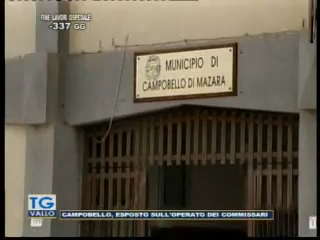 FINE LAVORI OSPEDALE
-337 GG
MUNICIPIO DI
CAMPOBELLO DI MAZARA
TG
VALLO
CAMPOBELLO, ESPOSTO SULL'OPERATO DEI COMMISSARI